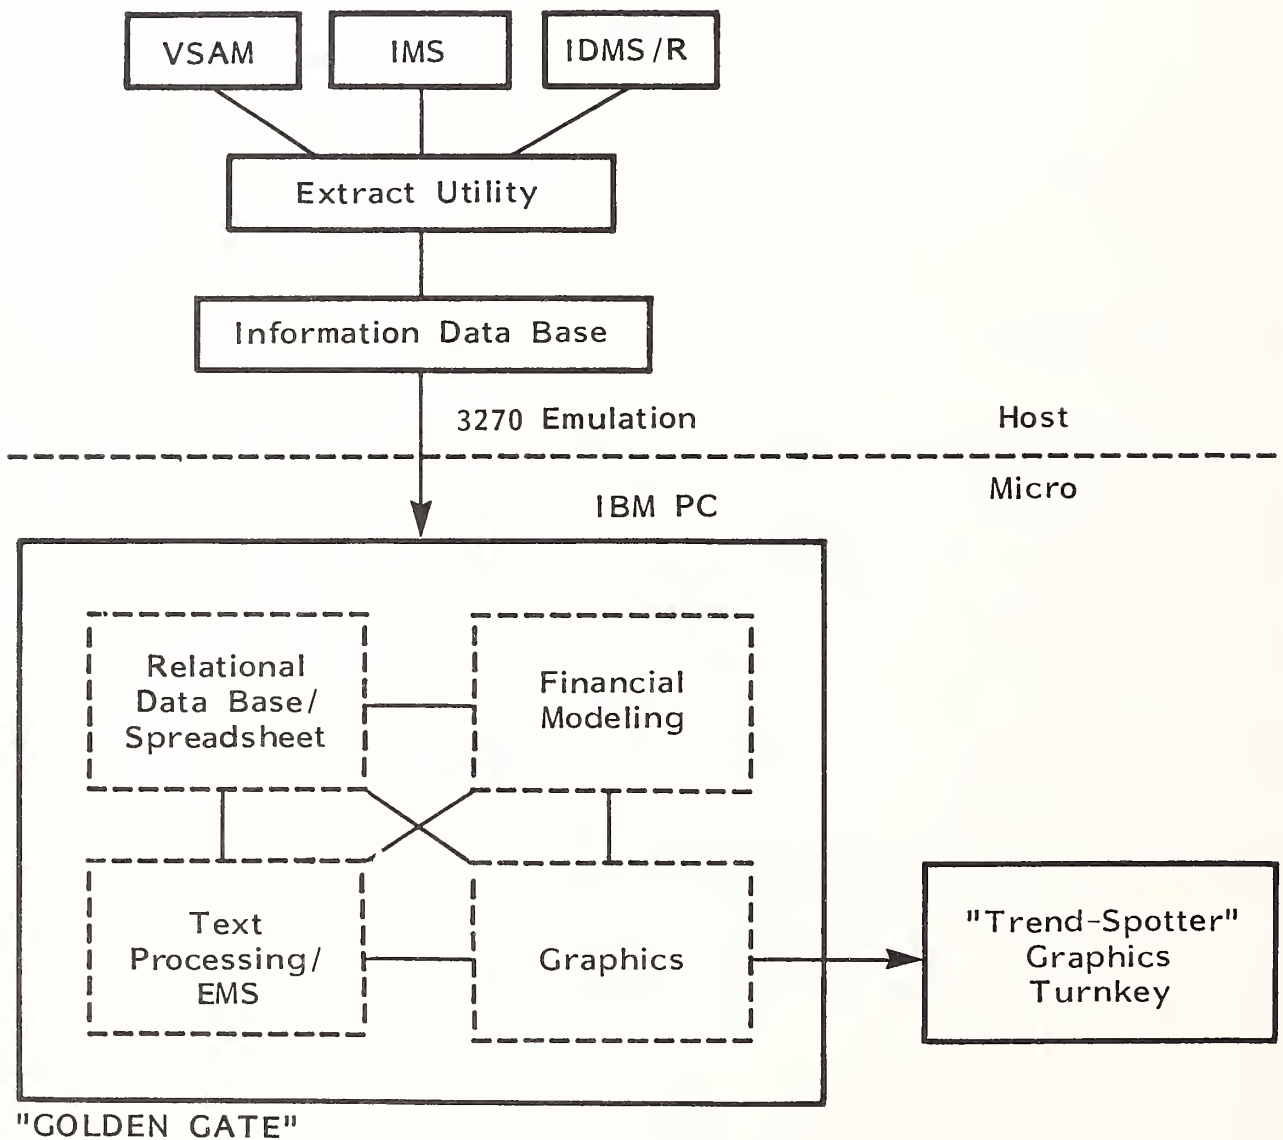 VSAM
IMS
IDMS/R
Extract Utility
Information Data Base
3270 Emulation
Host
Micro
IBM PC
Relational
Data Base/
Spreadsheet
Financial
Modeling
Text
Processing/
EMS
Graphics
"Trend-Spotter"
Graphics
Turnkey
"GOLDEN GATE"